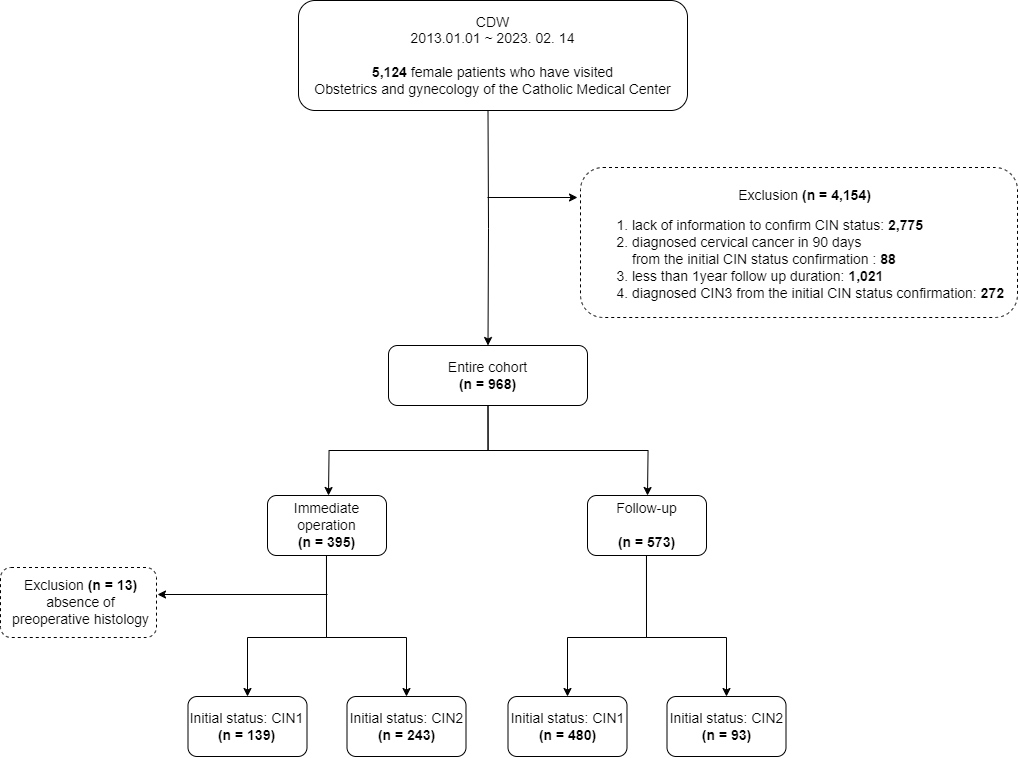 CDW
2013.01.01 ~ 2023. 02. 14
5,124 female patients who have visited
Obstetrics and gynecology of the Catholic Medical Center
Exclusion (n = 4,154)
1. lack of information to confirm CIN status: 2,775
2. diagnosed cervical cancer in 90 days
from the initial CIN status confirmation : 88
3. less than 1year follow up duration: 1,021
4. diagnosed CIN3 from the initial CIN status confirmation: 272
Entire cohort
(n = 968)
Immediate
operation
(n = 395)
Follow-up
(n = 573)
Exclusion (n = 13)
absence of
preoperative histology
Initial status: CIN1
(n = 139)
Initial status: CIN2
(n = 243)
Initial status: CIN1
(n = 480)
Initial status: CIN2
(n = 93)